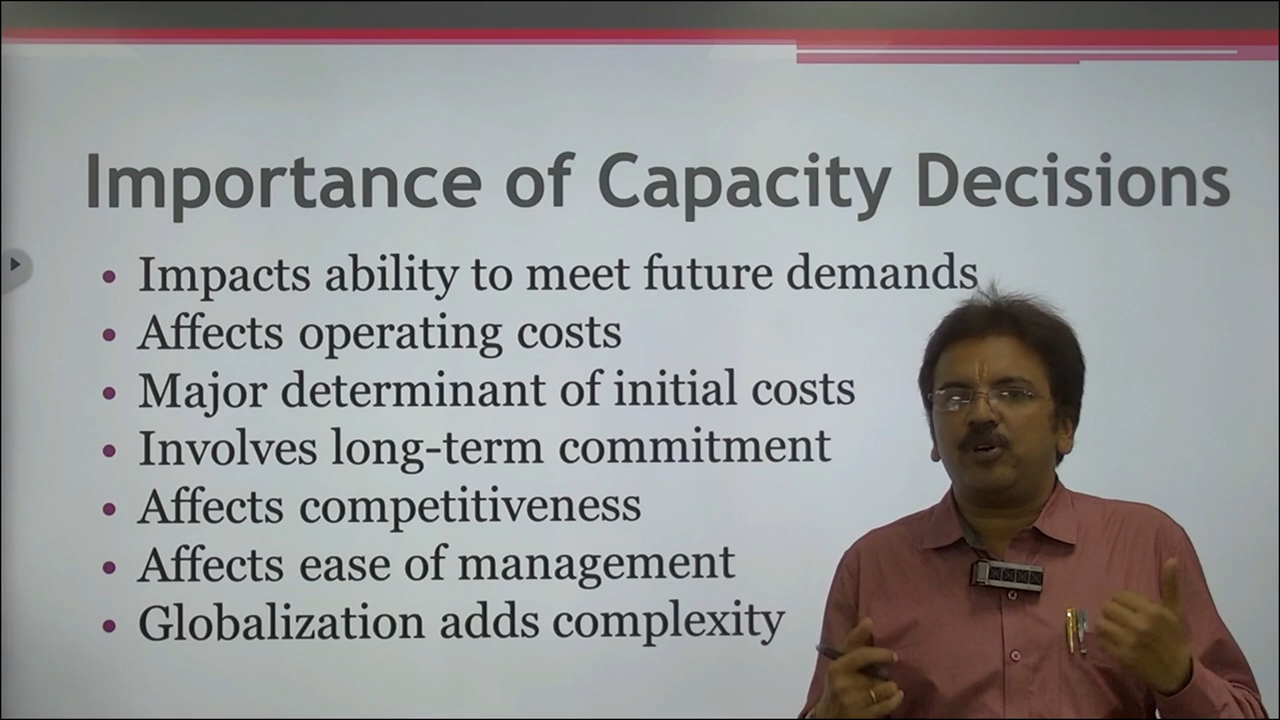 Importance of Capacity Decisions
• Impacts ability to meet future demands
• Affects operating costs
• Major determinant of initial costs
• Involves long-term commitment
• Affects competitiveness
• Affects ease of management
• Globalization adds complexity